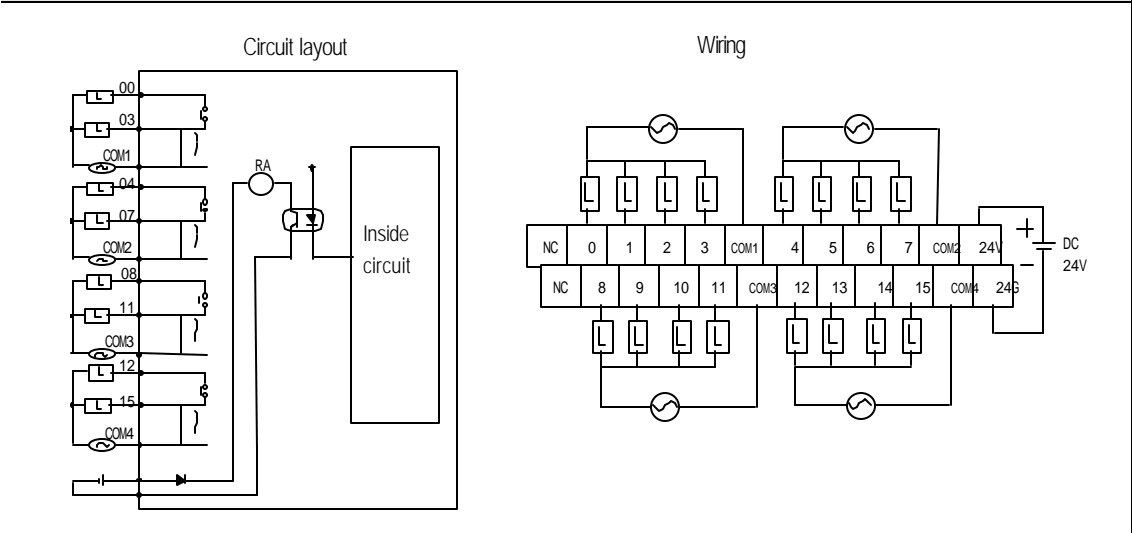 Circuit layout
Wiring
L 00
L 03
COM1
L 04
L 07
COM2
L 08
L 11
COM3
L 12
L 15
COM4
RA
Inside
circuit
L L L L L L L L
NC 0 1 2 3 COM1 4 5 6 7 COM2 24V
NC 8 9 10 11 COM3 12 13 14 15 COM4 24G
L L L L L L L L
+
−
DC
24V